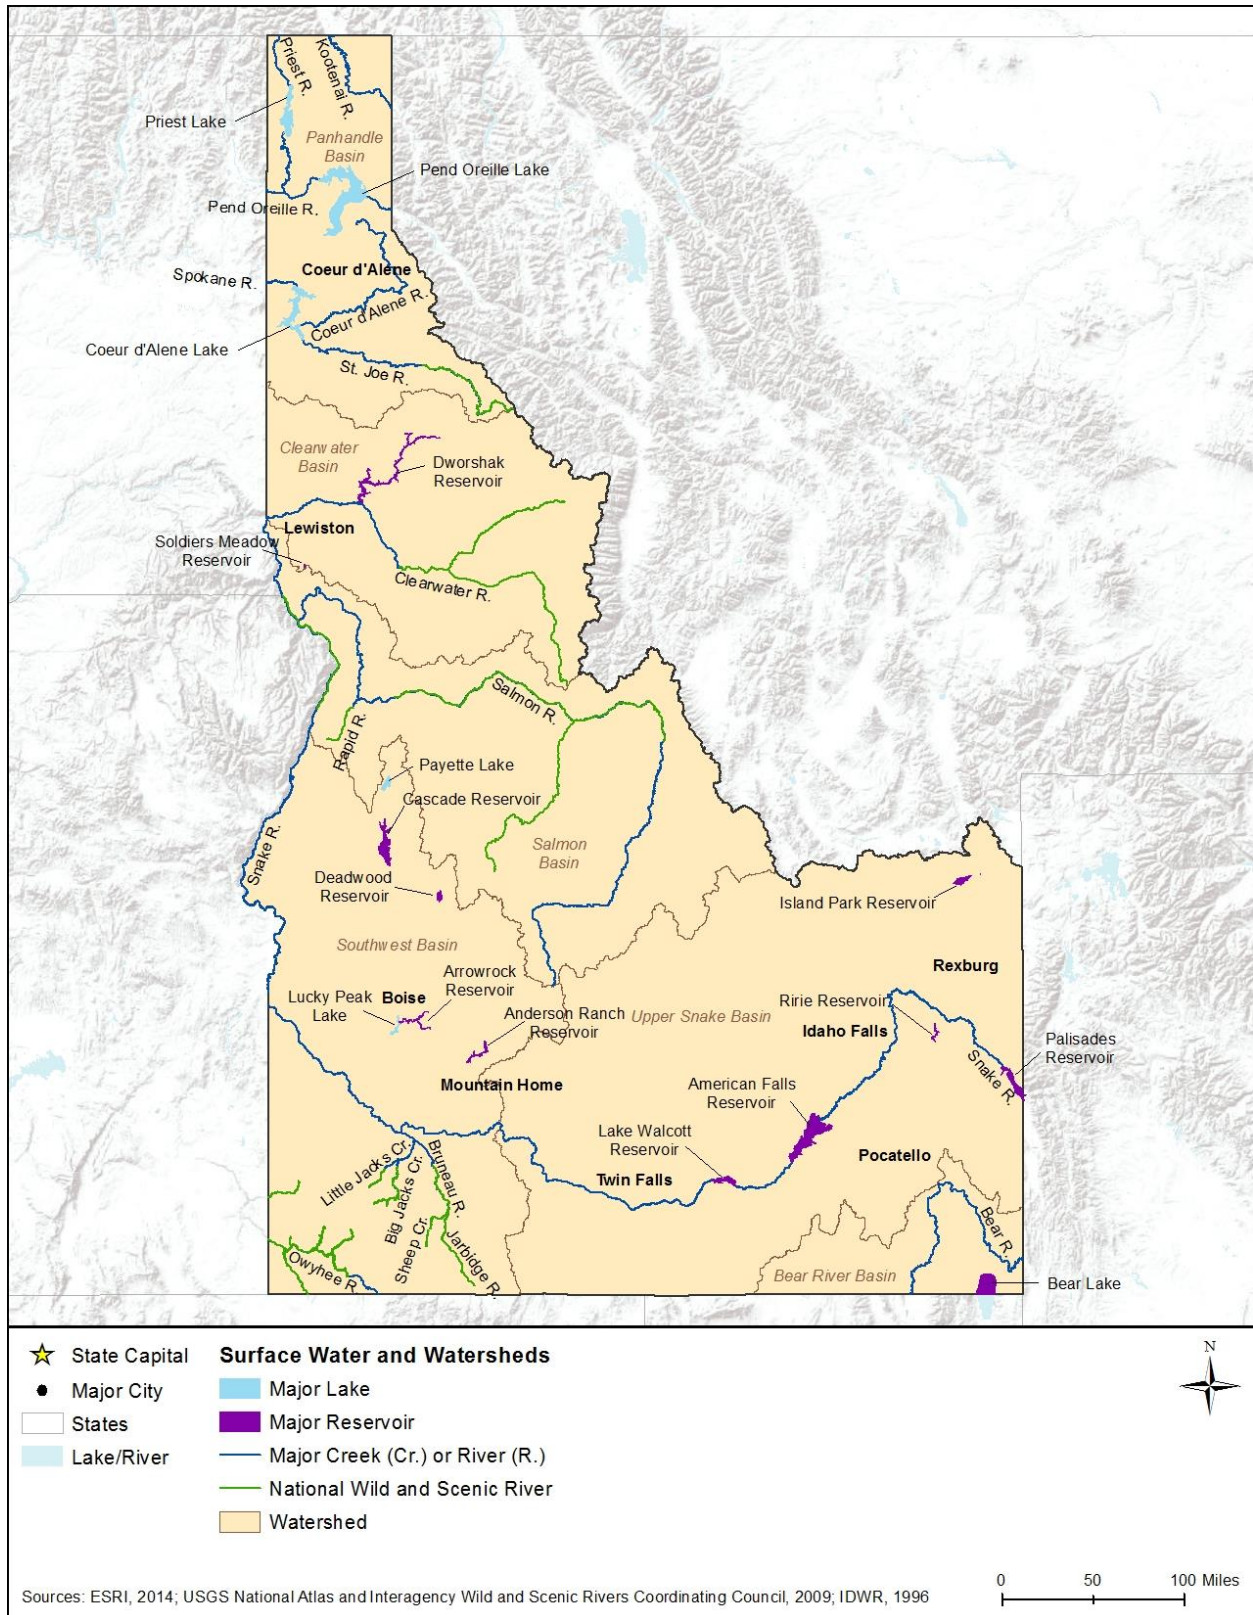 Priest R.
Kootenai R.
Priest Lake
Panhandle
Basin
Pend Oreille Lake
Pend Oreille R.
Coeur d'Alene
Spokane R.
Coeur d'Alene R.
Coeur d'Alene Lake
St. Joe R.
Clearwater
Basin
Dworshak
Reservoir
Lewiston
Soldiers Meadow
Reservoir
Clearwater R.
Salmon R.
Rapid R.
Payette Lake
Cascade Reservoir
Snake R.
Salmon
Basin
Deadwood
Reservoir
Island Park Reservoir
Southwest Basin
Rexburg
Arrowrock
Reservoir
Lucky Peak
Lake
Boise
Ririe Reservoir
Anderson Ranch
Reservoir
Upper Snake Basin
Idaho Falls
Palisades
Reservoir
Snake R.
Mountain Home
American Falls
Reservoir
Lake Walcott
Reservoir
Pocatello
Little Jacks Cr.
Big Jacks Cr.
Bruneau R.
Twin Falls
Sheep Cr.
Jarbidge R.
Owyhee R.
Bear R.
Bear River Basin
Bear Lake
State Capital
Major City
States
Lake/River
Surface Water and Watersheds
Major Lake
Major Reservoir
Major Creek (Cr.) or River (R.)
National Wild and Scenic River
Watershed
N
0 50 100 Miles
Sources: ESRI, 2014; USGS National Atlas and Interagency Wild and Scenic Rivers Coordinating Council, 2009; IDWR, 1996